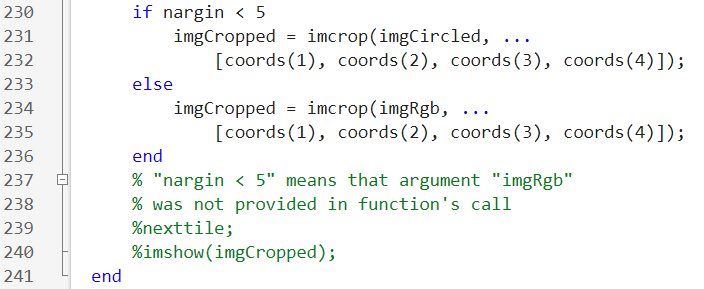 230 if nargin < 5
231 imgCropped = imcrop(imgCircled, ...
232 [coords(1), coords(2), coords(3), coords(4)]);
233 else
234 imgCropped = imcrop(imgRgb, ...
235 [coords(1), coords(2), coords(3), coords(4)]);
236 end
237 % "nargin < 5" means that argument "imgRgb"
238 % was not provided in function's call
239 %nexttile;
240 %imshow(imgCropped);
241 end